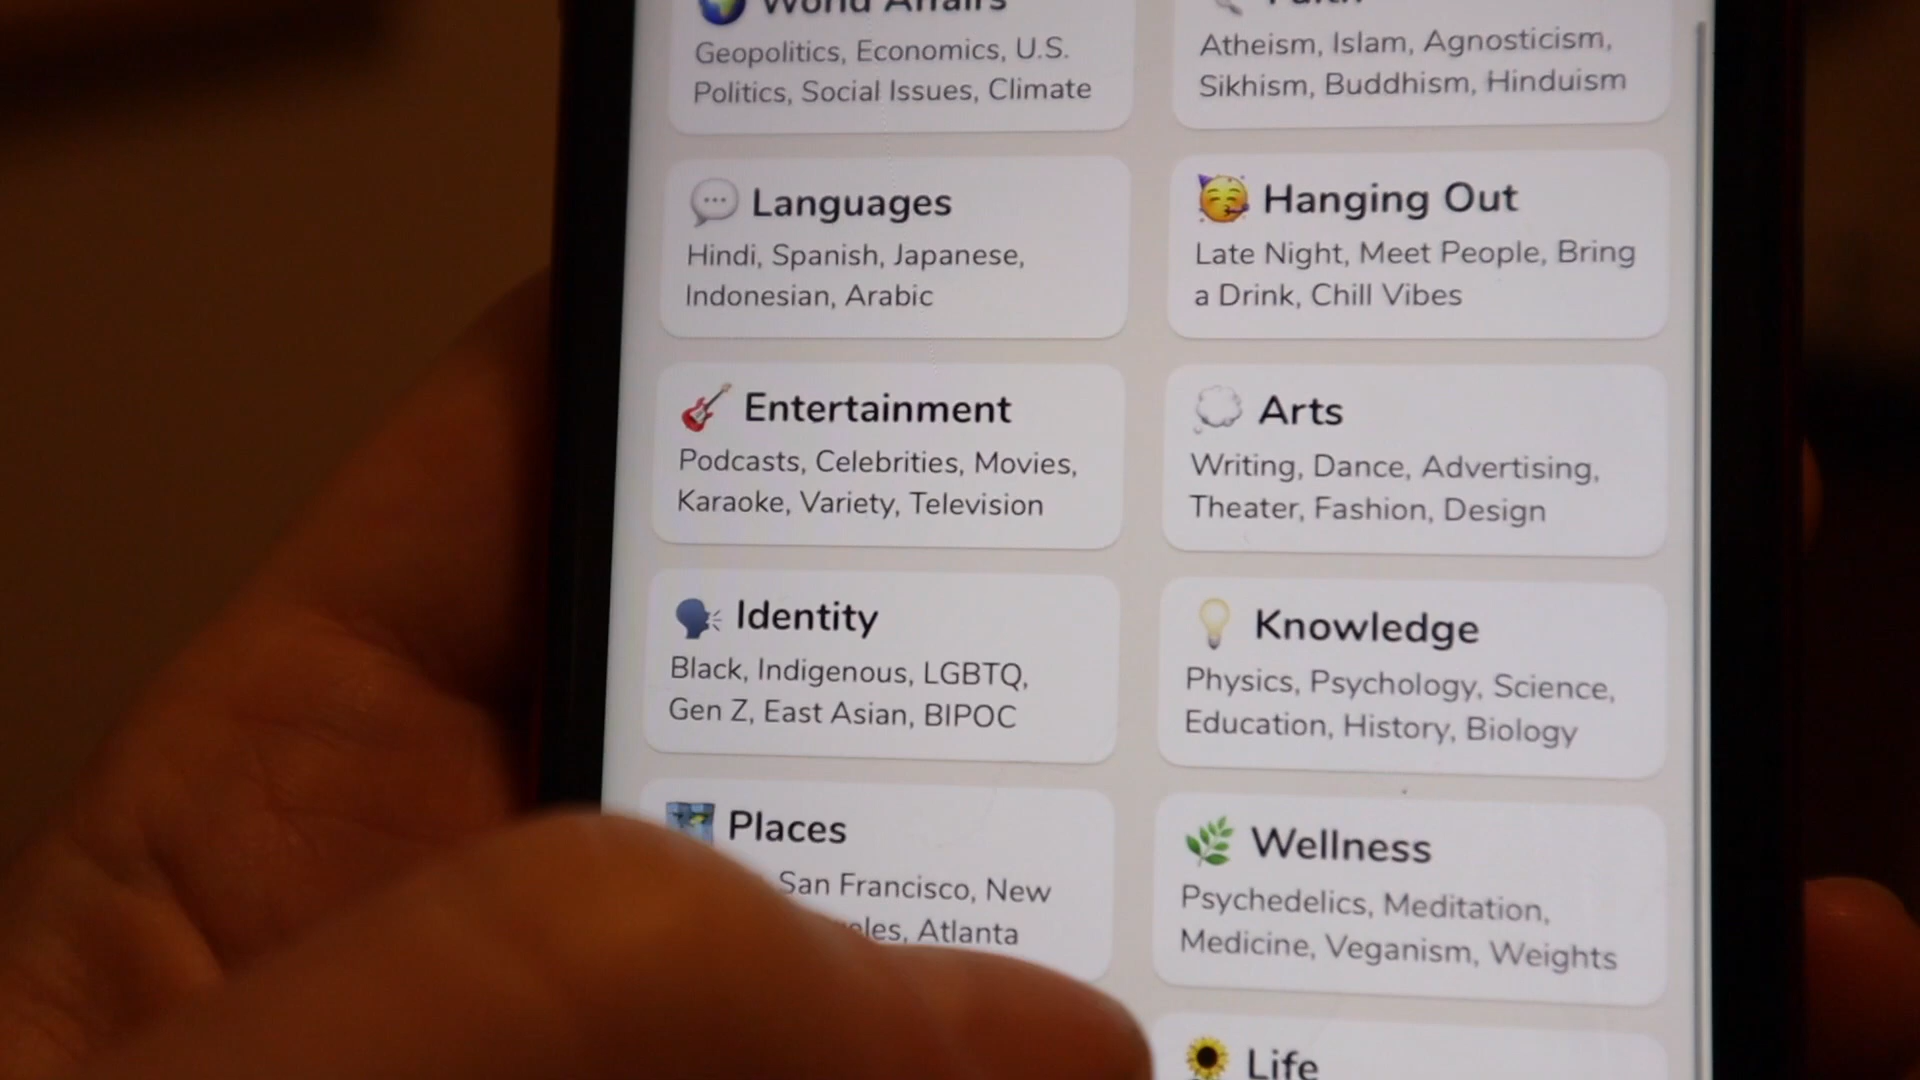 World Affairs
Geopolitics, Economics, U.S.
Politics, Social Issues, Climate
Faith
Atheism, Islam, Agnosticism,
Sikhism, Buddhism, Hinduism
Languages
Hindi, Spanish, Japanese,
Indonesian, Arabic
Hanging Out
Late Night, Meet People, Bring
a Drink, Chill Vibes
Entertainment
Podcasts, Celebrities, Movies,
Karaoke, Variety, Television
Arts
Writing, Dance, Advertising,
Theater, Fashion, Design
Identity
Black, Indigenous, LGBTQ,
Gen Z, East Asian, BIPOC
Knowledge
Physics, Psychology, Science,
Education, History, Biology
Places
San Francisco, New
Atlanta
Wellness
Psychedelics, Meditation,
Medicine, Veganism, Weights
Life